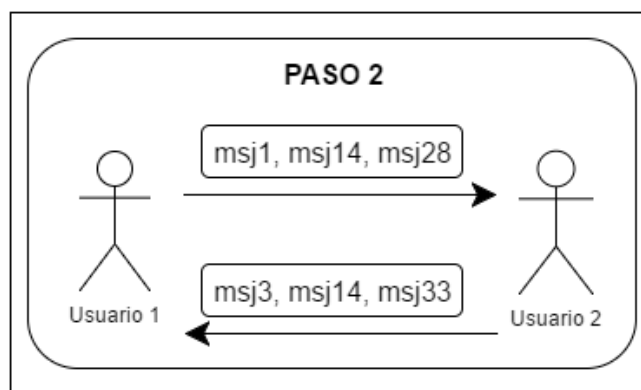 PASO 2
msj1, msj14, msj28
msj3, msj14, msj33
Usuario 1
Usuario 2